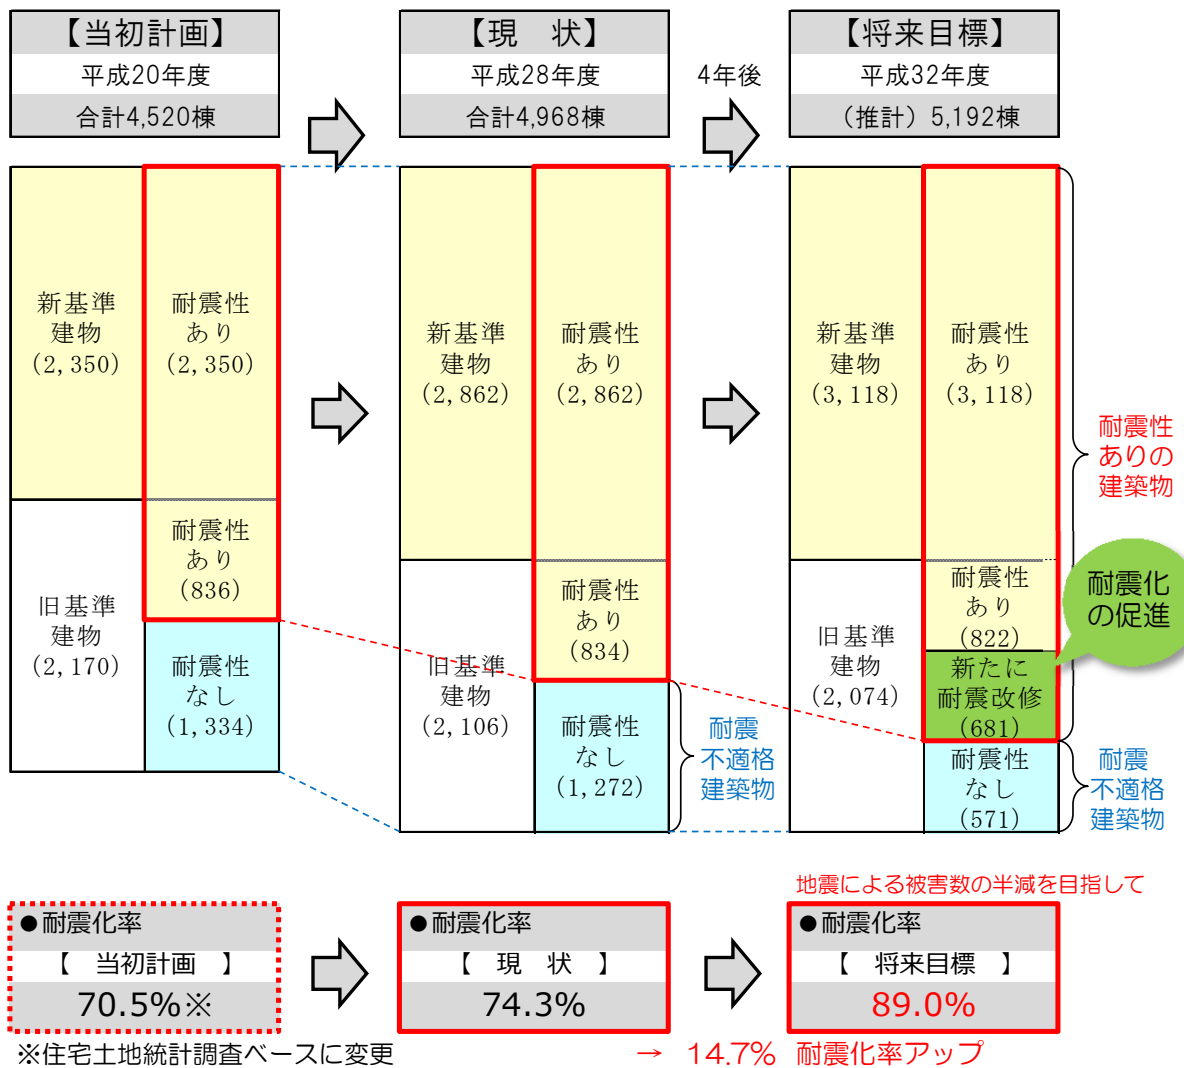 【当初計画】
平成20年度
合計4,520棟
【現　状】
平成28年度
合計4,968棟
4年後
【将来目標】
平成32年度
（推計）5,192棟
新基準
建物
(2,350)
耐震性
あり
(2,350)
耐震性
あり
(836)
旧基準
建物
(2,170)
耐震性
なし
(1,334)
新基準
建物
(2,862)
耐震性
あり
(2,862)
耐震性
あり
(834)
旧基準
建物
(2,106)
耐震性
なし
(1,272)
耐震
不適格
建築物
新基準
建物
(3,118)
耐震性
あり
(3,118)
耐震性
ありの
建築物
耐震化
の促進
耐震性
あり
(822)
新たに
耐震改修
(681)
旧基準
建物
(2,074)
耐震性
なし
(571)
耐震
不適格
建築物
地震による被害数の半減を目指して
●耐震化率
【　当初計画　】
70.5%※
●耐震化率
【　現　状　】
74.3%
●耐震化率
【　将来目標　】
89.0%
※住宅土地統計調査ベースに変更
→　14.7%　耐震化率アップ